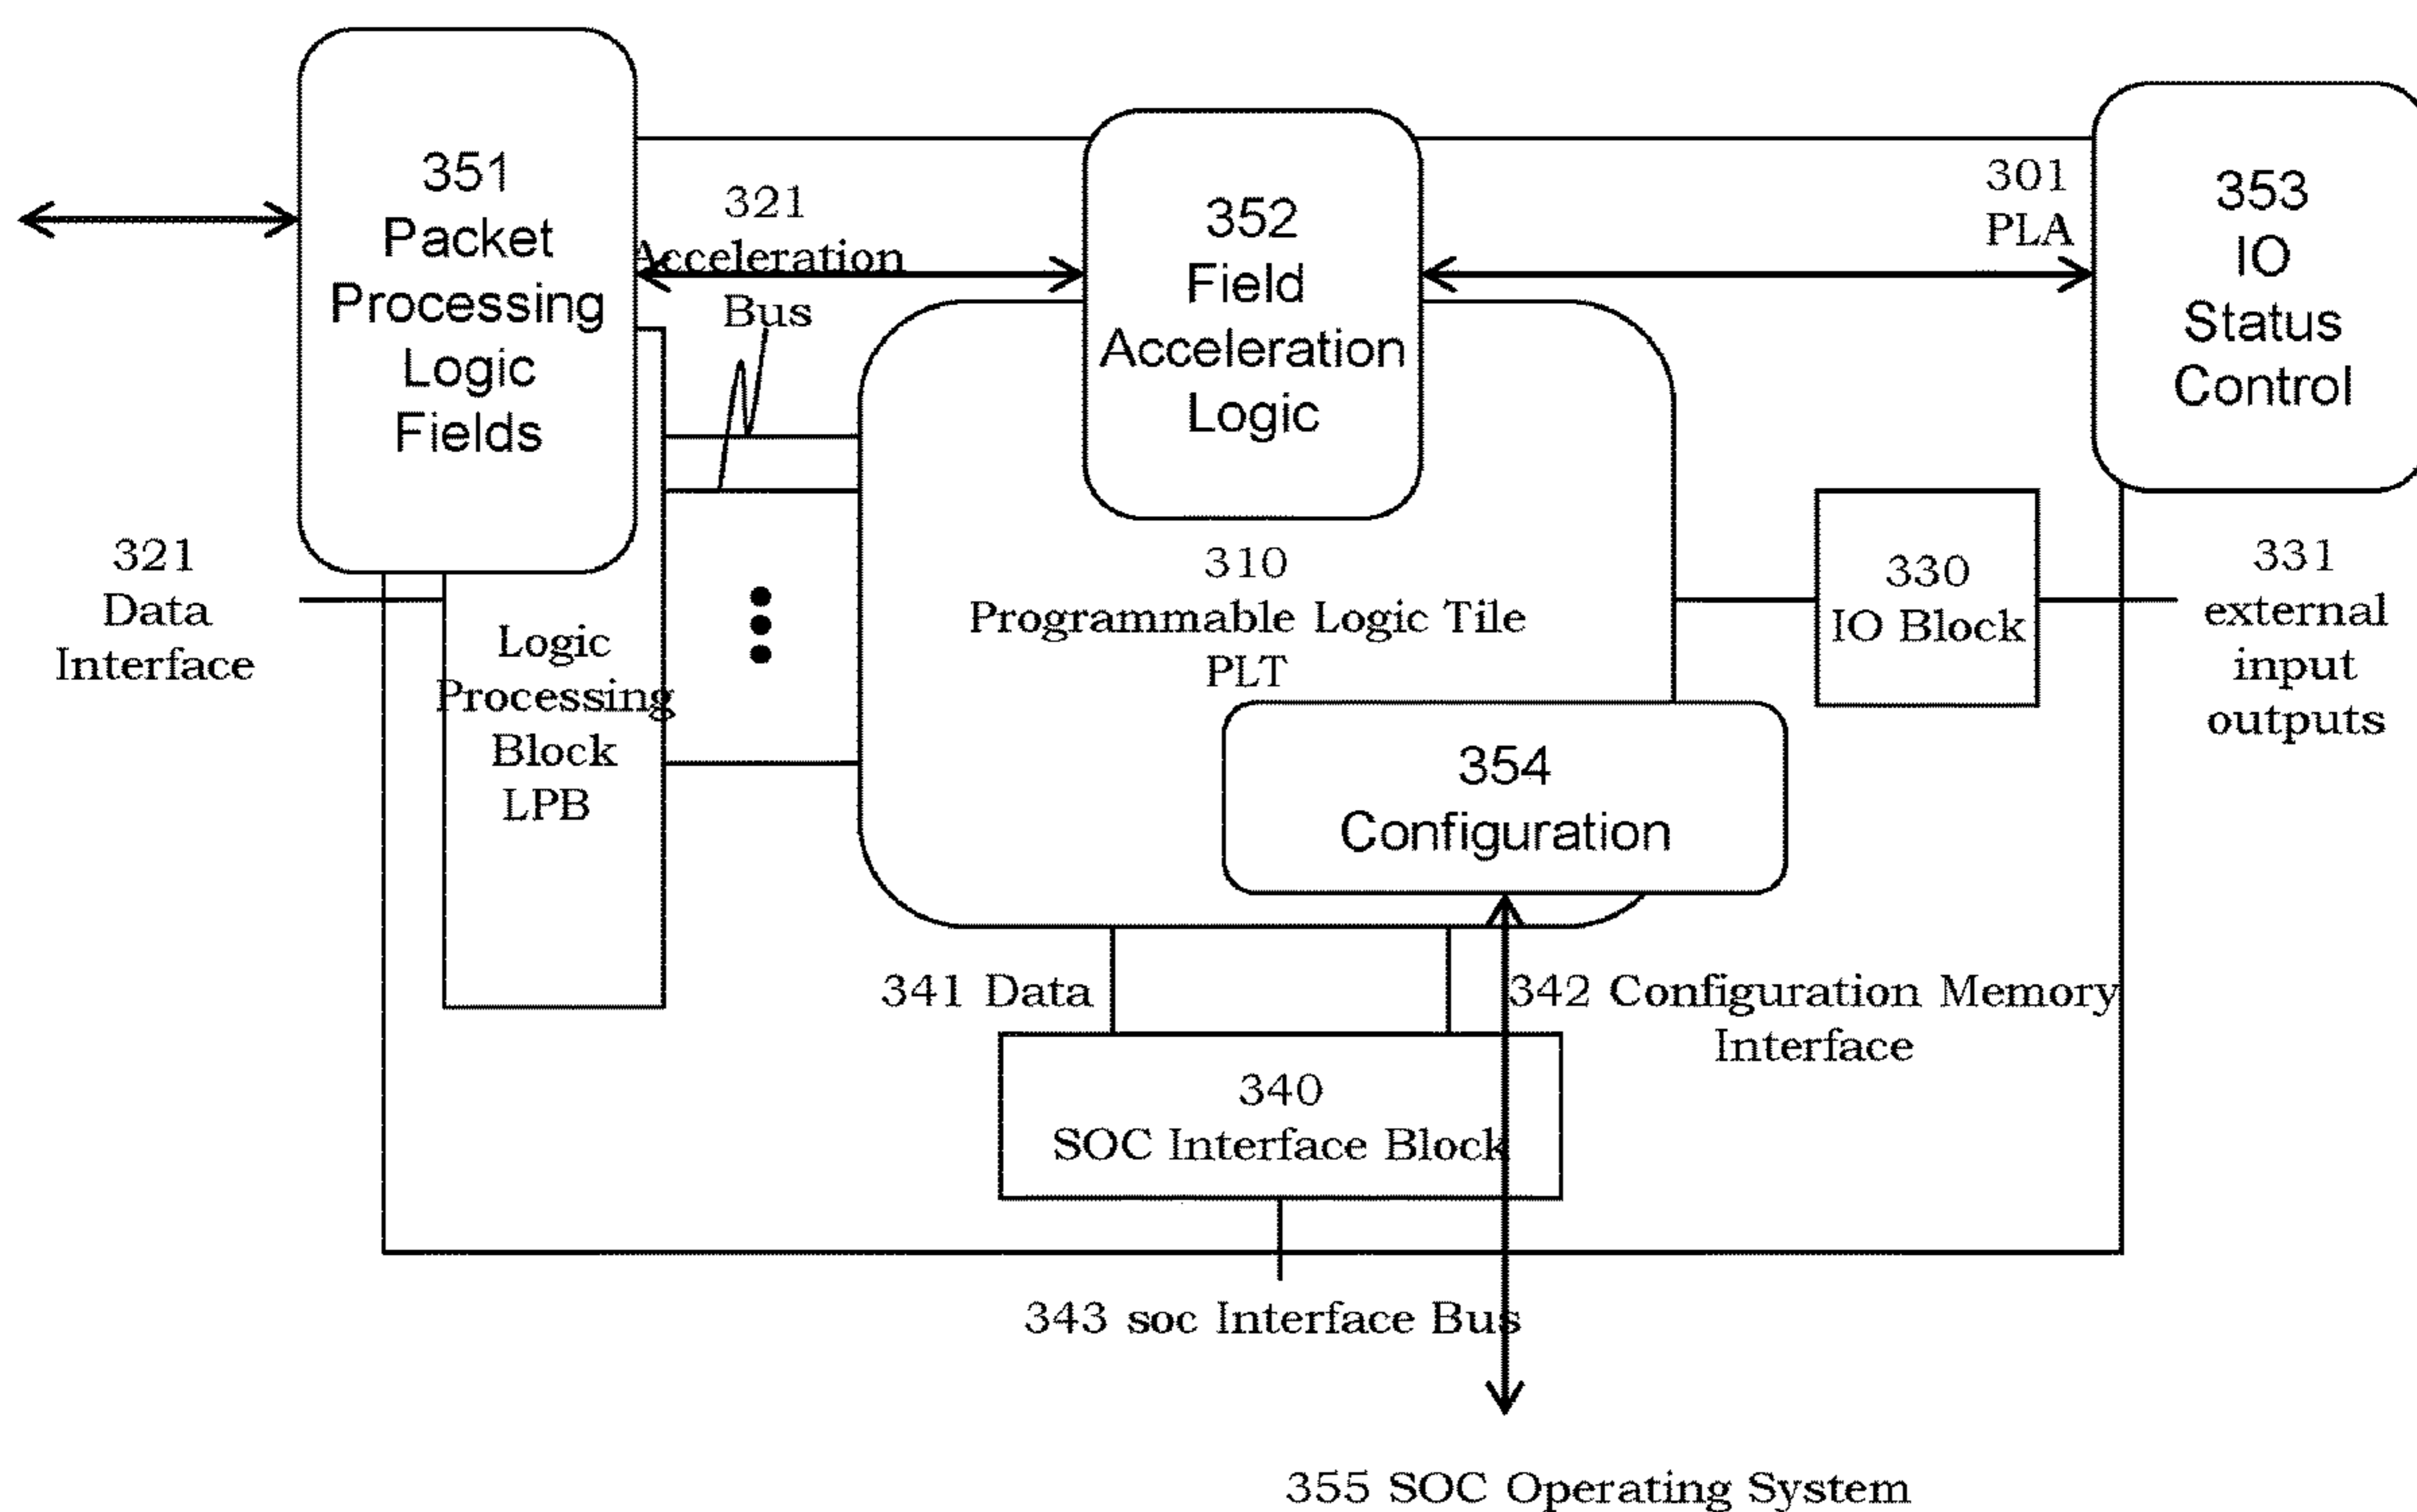 351
Packet
Processing
Logic
Fields
321
Acceleration
Bus
352
Field
Acceleration
Logic
301
PLA
353
IO
Status
Control
321
Data
Interface
Logic
Processing
Block
LPB
310
Programmable Logic Tile
PLT
330
IO Block
331
external
input
outputs
354
Configuration
341 Data
342 Configuration Memory
Interface
340
SOC Interface Block
343 soc Interface Bus
355 SOC Operating System